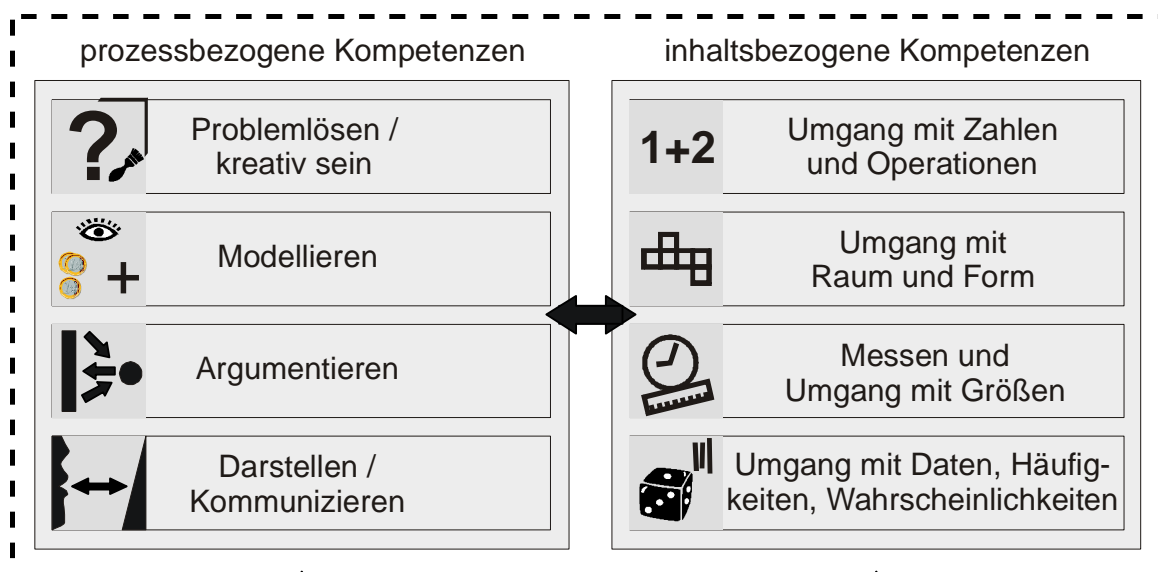 prozessbezogene Kompetenzen
Problemlösen /
kreativ sein
Modellieren
Argumentieren
Darstellen /
Kommunizieren
inhaltsbezogene Kompetenzen
1+2
Umgang mit Zahlen
und Operationen
Umgang mit
Raum und Form
Messen und
Umgang mit Größen
Umgang mit Daten, Häufig-
keiten, Wahrscheinlichkeiten